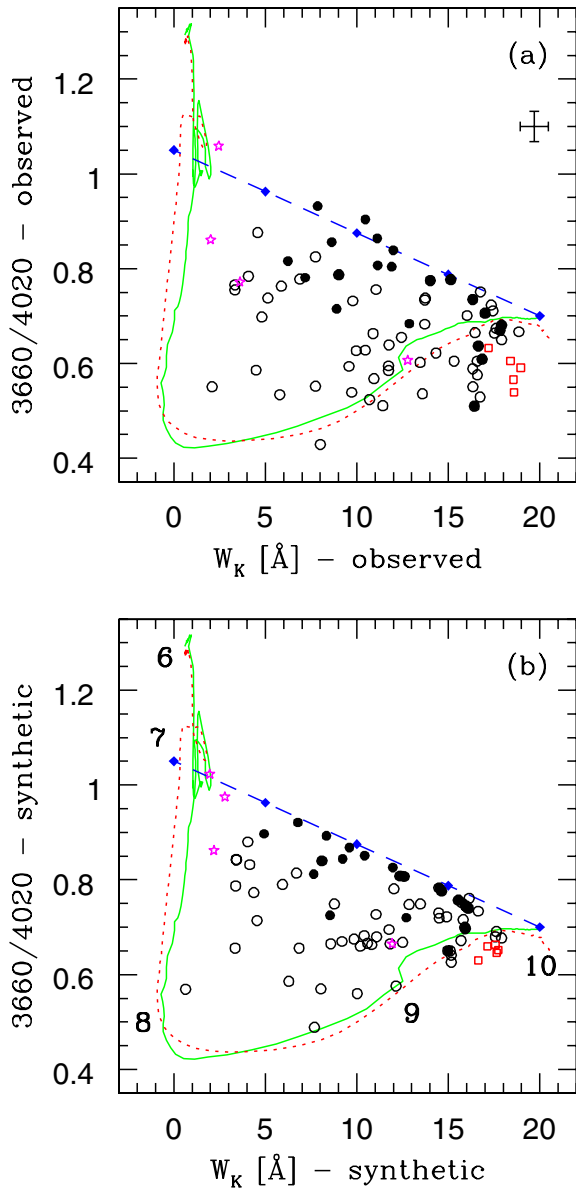 (a)
1.2
1
0.8
0.6
0.4
3660/4020 − observed
0 5 10 15 20
W_K [Å] − observed
(b)
6
1.2
7
1
0.8
0.6
0.4
8
9
10
3660/4020 − synthetic
0 5 10 15 20
W_K [Å] − synthetic